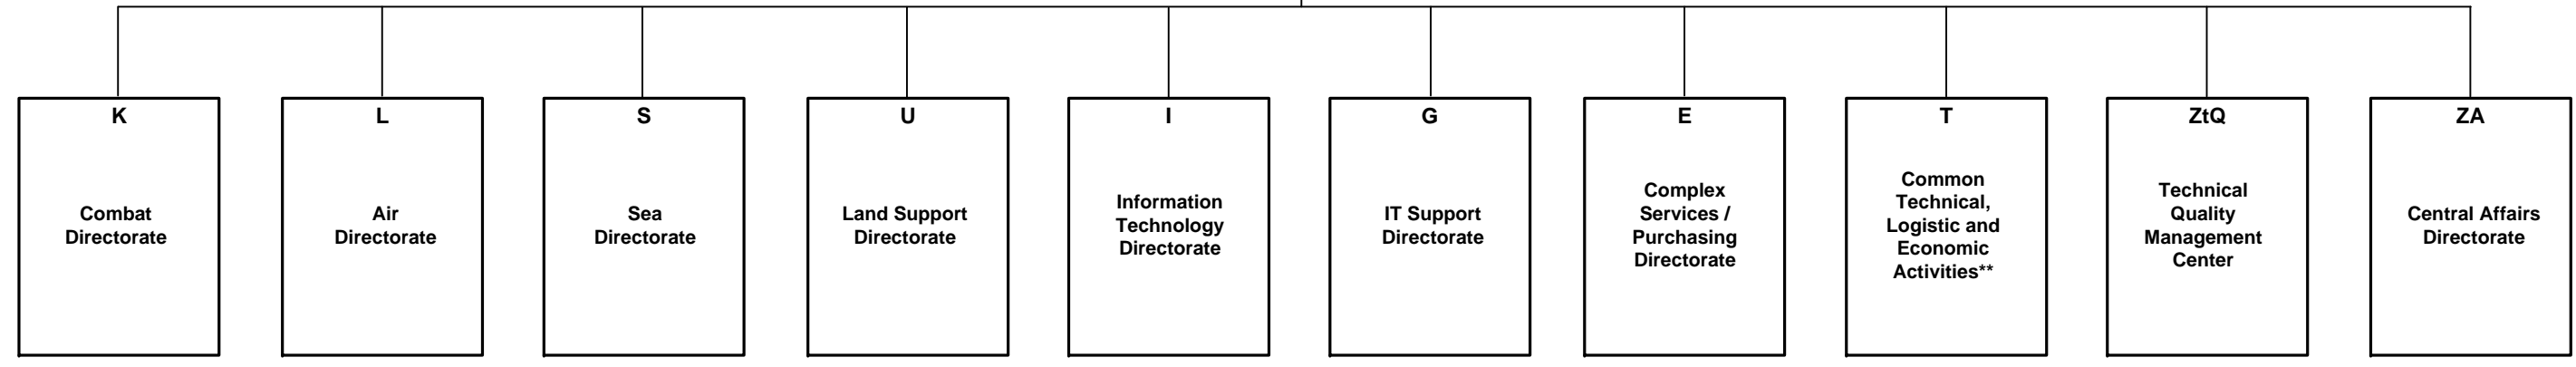 K
Combat
Directorate
L
Air
Directorate
S
Sea
Directorate
U
Land Support
Directorate
I
Information
Technology
Directorate
G
IT Support
Directorate
E
Complex
Services /
Purchasing
Directorate
T
Common
Technical,
Logistic and
Economic
Activities**
ZtQ
Technical
Quality
Management
Center
ZA
Central Affairs
Directorate